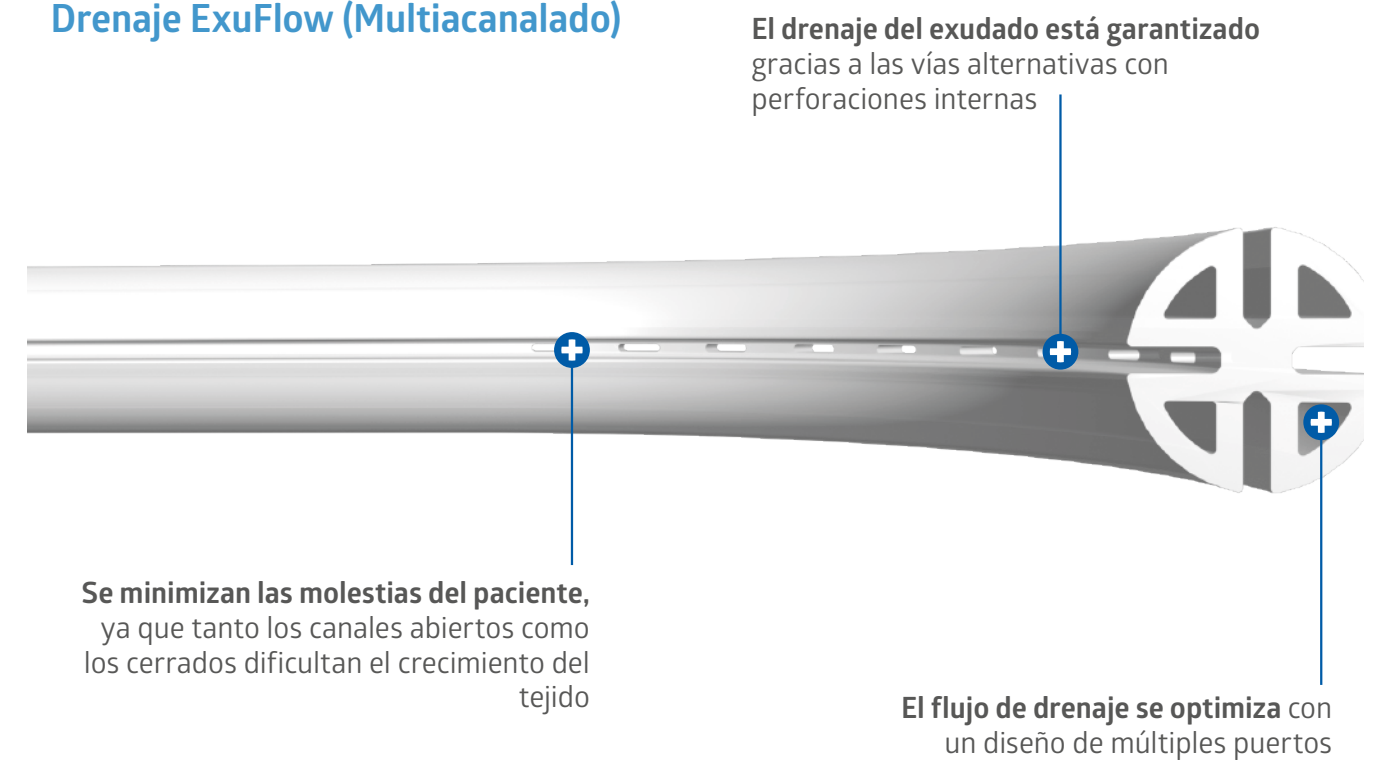 Drenaje ExuFlow (Multiacanalado)
El drenaje del exudado está garantizado
gracias a las vías alternativas con
perforaciones internas
Se minimizan las molestias del paciente,
ya que tanto los canales abiertos como
los cerrados dificultan el crecimiento del
tejido
El flujo de drenaje se optimiza con
un diseño de múltiples puertos